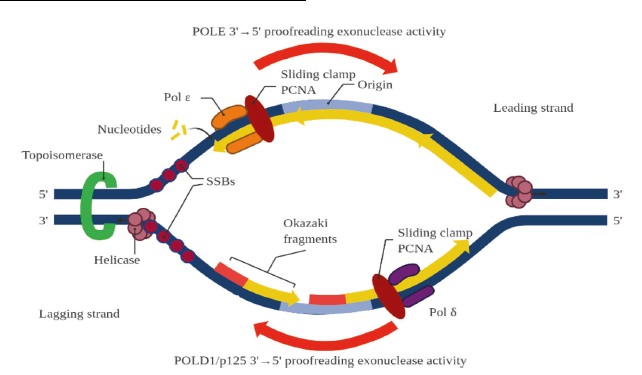 POLE 3'→5' proofreading exonuclease activity
Sliding clamp
PCNA
Origin
Pol ε
Leading strand
Nucleotides
Topoisomerase
SSBs
5'
3'
3'
5'
Okazaki
fragments
Sliding clamp
PCNA
Helicase
Lagging strand
Pol δ
POLD1/p125 3'→5' proofreading exonuclease activity